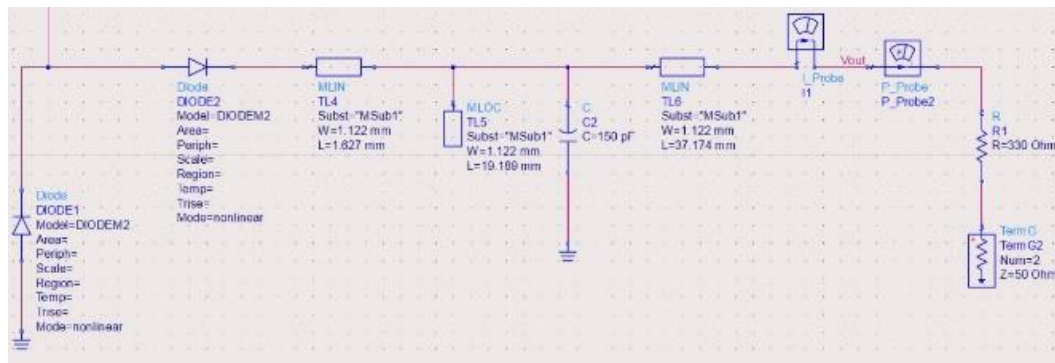 Diode
DIODE2
Model=DIODEM2
Area=
Periph=
Scale=
Region=
Temp=
Trise=
Mode=nonlinear
MLIN
TL4
Subst="MSub1"
W=1.122 mm
L=1.627 mm
MLOC
TL5
Subst="MSub1"
W=1.122 mm
L=19.189 mm
C
C2
C=150 pF
MLIN
TL6
Subst="MSub1"
W=1.122 mm
L=37.174 mm
I_Probe
I1
Vout
P_Probe
P_Probe2
R
R1
R=330 Ohm
Diode
DIODE1
Model=DIODEM2
Area=
Periph=
Scale=
Region=
Temp=
Trise=
Mode=nonlinear
TermG
TermG2
Num=2
Z=50 Ohm